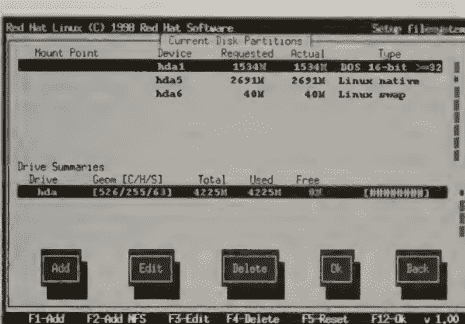 Red Hat Linux (C) 1998 Red Hat Software Setup filesystem
Current Disk Partitions
Mount Point Device Requested Actual Type
hda1 1534M 1534M DOS 16-bit >=32
hda5 2691M 2691M Linux native
hda6 40M 40M Linux swap
Drive Summaries
Drive Geom [C/H/S] Total Used Free
hda [526/255/63] 4225M 4225M 0M [########]
Add Edit Delete Ok Back
F1-Add F2-Add NFS F3-Edit F4-Delete F5-Reset F12-Ok v 1.00